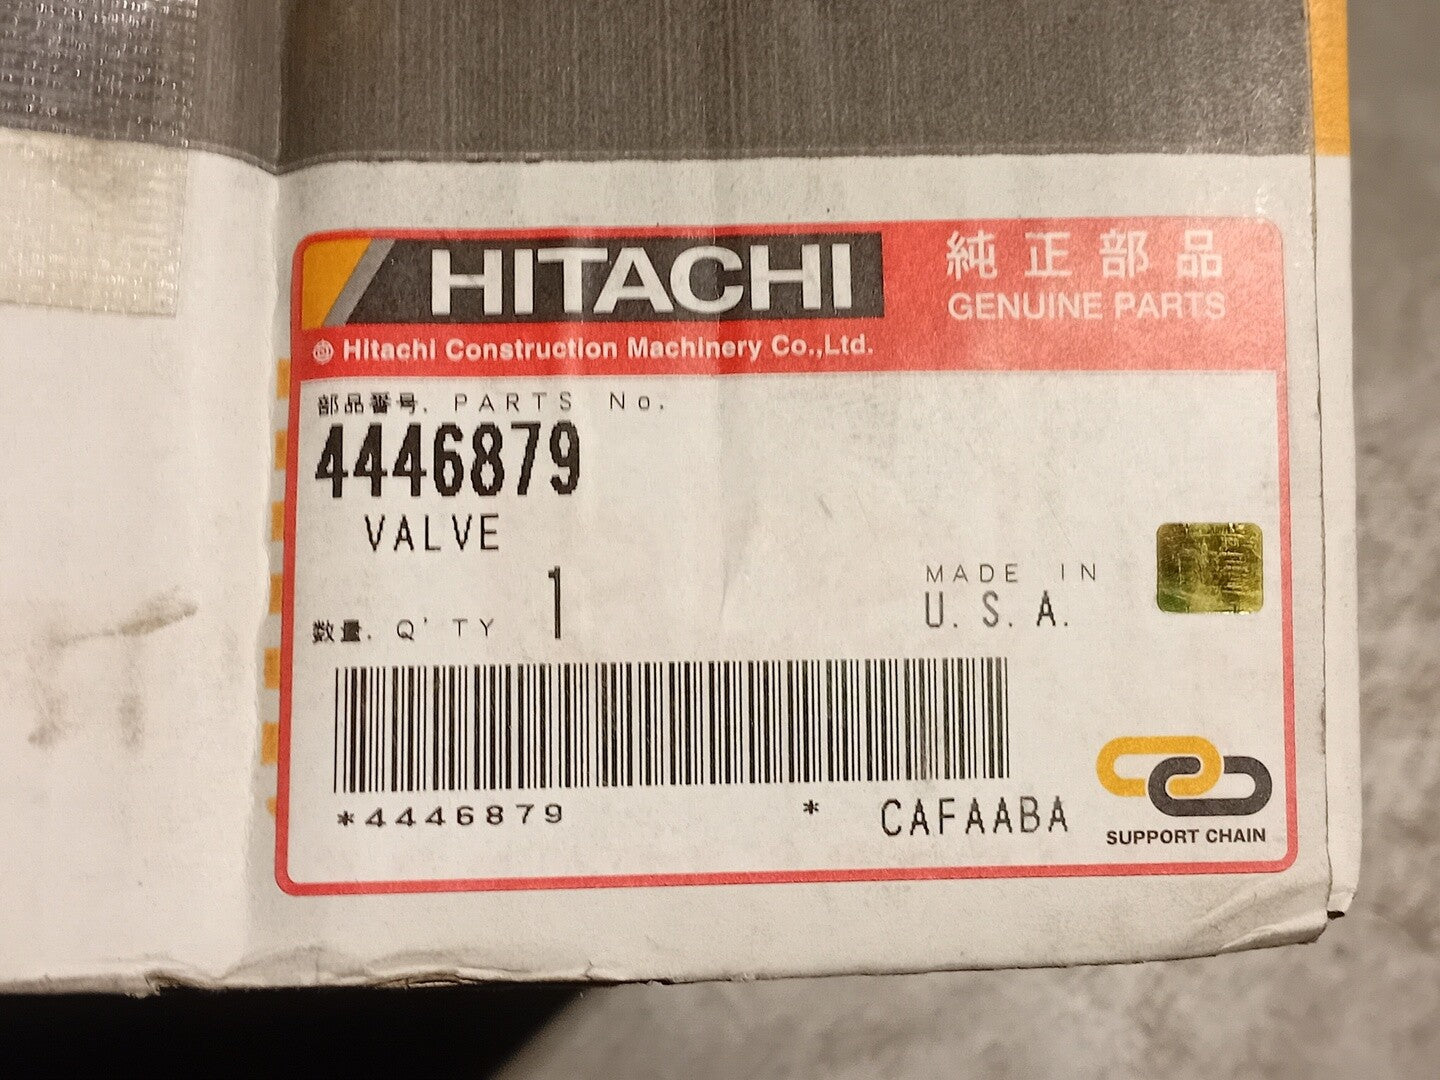 HITACHI
純正部品
GENUINE PARTS
Hitachi Construction Machinery Co.,Ltd.
部品番号. PARTS No.
4446879
VALVE
数量. Q'TY 1
MADE IN
U.S.A.
*4446879 *
CAFAABA
SUPPORT CHAIN